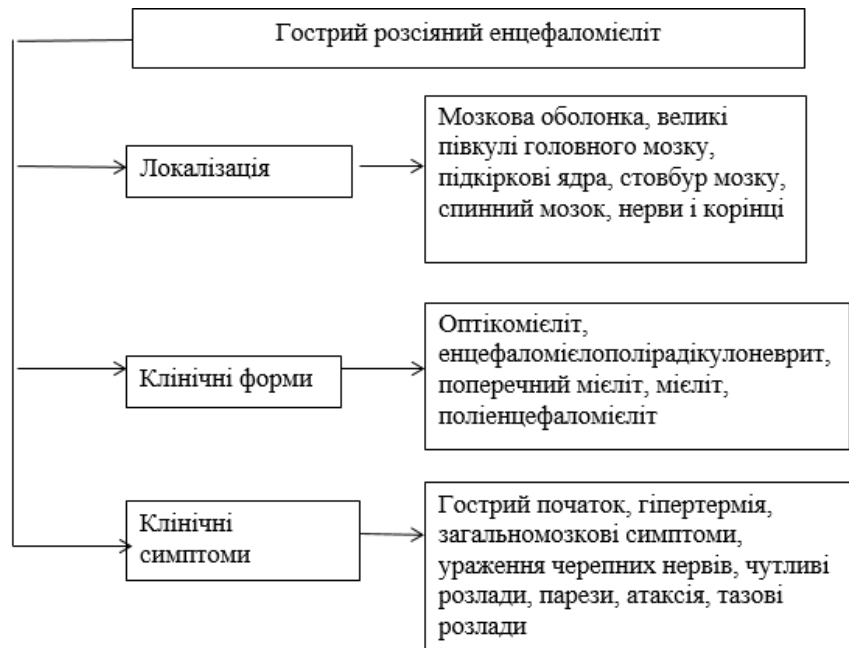 Гострий розсіяний енцефаломієліт
Локалізація
Мозкова оболонка, великі
півкулі головного мозку,
підкіркові ядра, стовбур мозку,
спинний мозок, нерви і корінці
Клінічні форми
Оптікомієліт,
енцефаломієлополірадікулоневрит,
поперечний мієліт, мієліт,
поліенцефаломієліт
Клінічні
симптоми
Гострий початок, гіпертермія,
загальномозкові симптоми,
ураження черепних нервів, чутливі
розлади, парези, атаксія, тазові
розлади